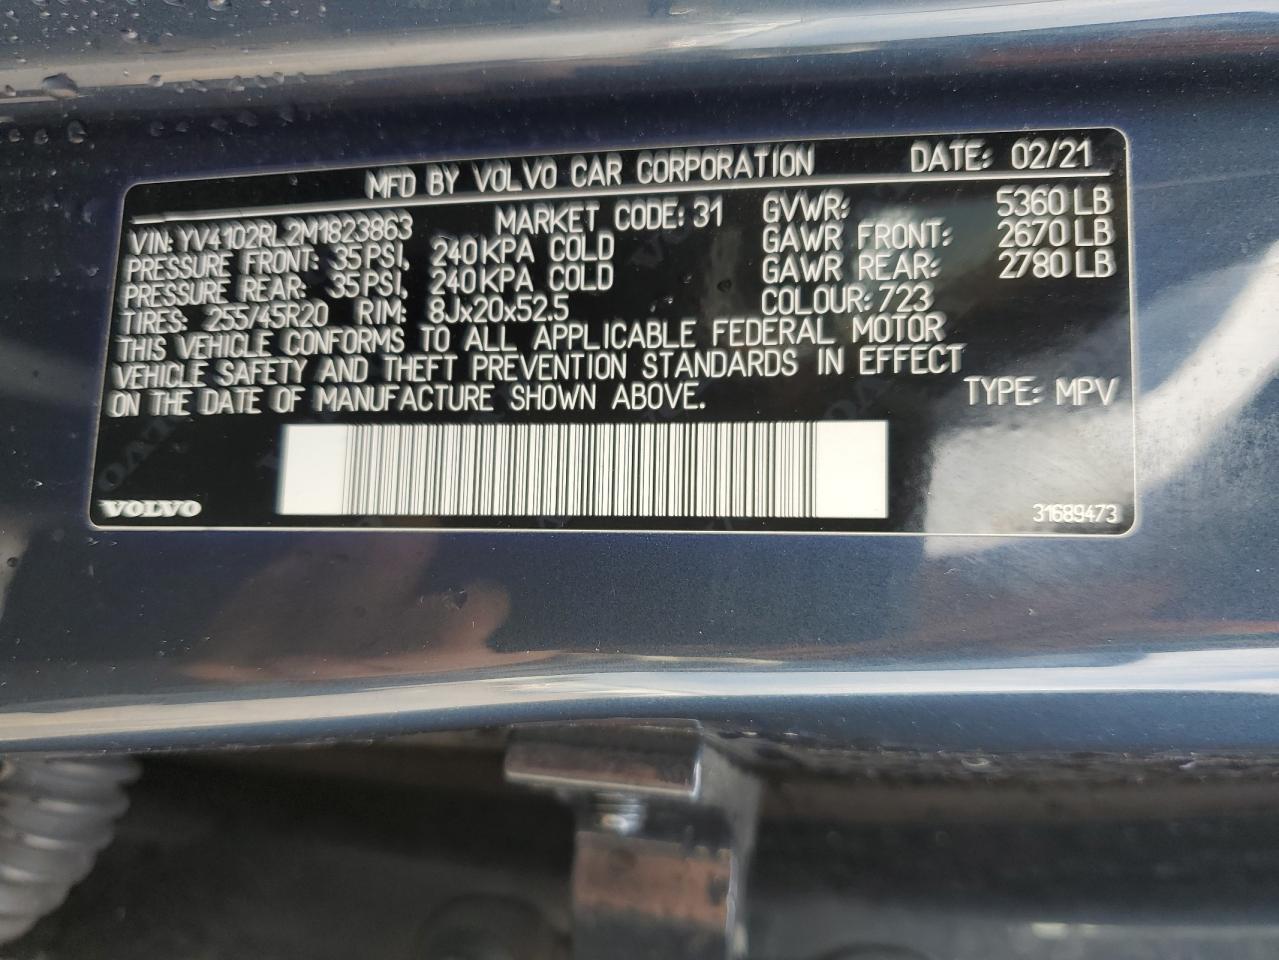 MFD BY VOLVO CAR CORPORATION DATE: 02/21
VIN: YV4102RL2M1823863 MARKET CODE: 31 GVWR: 5360 LB
PRESSURE FRONT: 35 PSI, 240 KPA COLD GAWR FRONT: 2670 LB
PRESSURE REAR: 35 PSI, 240 KPA COLD GAWR REAR: 2780 LB
TIRES: 255/45R20 RIM: 8Jx20x52.5 COLOUR: 723
THIS VEHICLE CONFORMS TO ALL APPLICABLE FEDERAL MOTOR
VEHICLE SAFETY AND THEFT PREVENTION STANDARDS IN EFFECT
ON THE DATE OF MANUFACTURE SHOWN ABOVE. TYPE: MPV
VOLVO 31689473